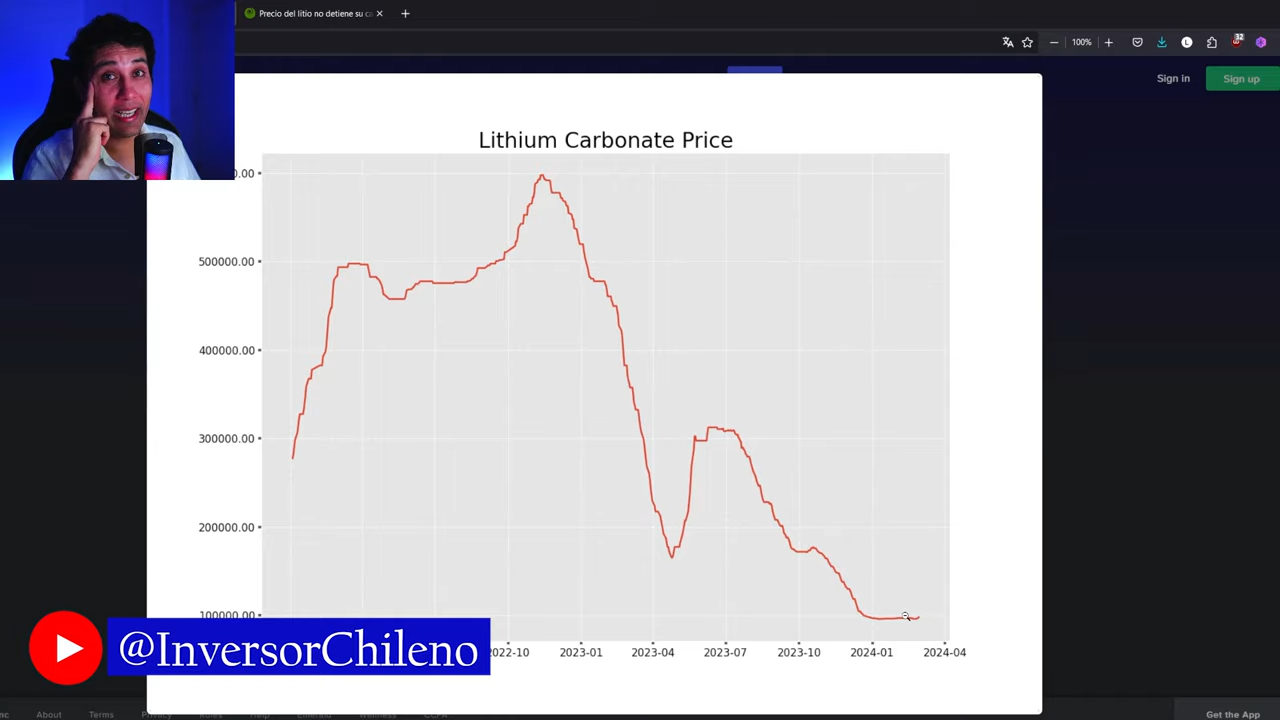 Precio del litio no detiene su ca
100%
32
L
Sign in
Sign up
Lithium Carbonate Price
500000.00
400000.00
300000.00
200000.00
100000.00
2023-01
2023-04
2023-07
2023-10
2024-01
2024-04
@InversorChileno
About
Terms
Get the App